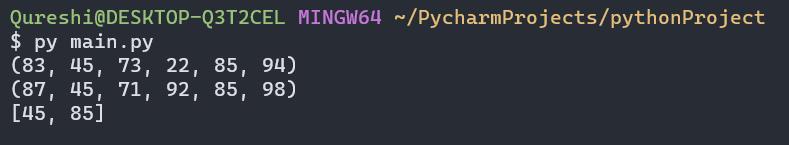 Qureshi@DESKTOP-Q3T2CEL MINGW64 ~/PycharmProjects/pythonProject
$ py main.py
(83, 45, 73, 22, 85, 94)
(87, 45, 71, 92, 85, 98)
[45, 85]